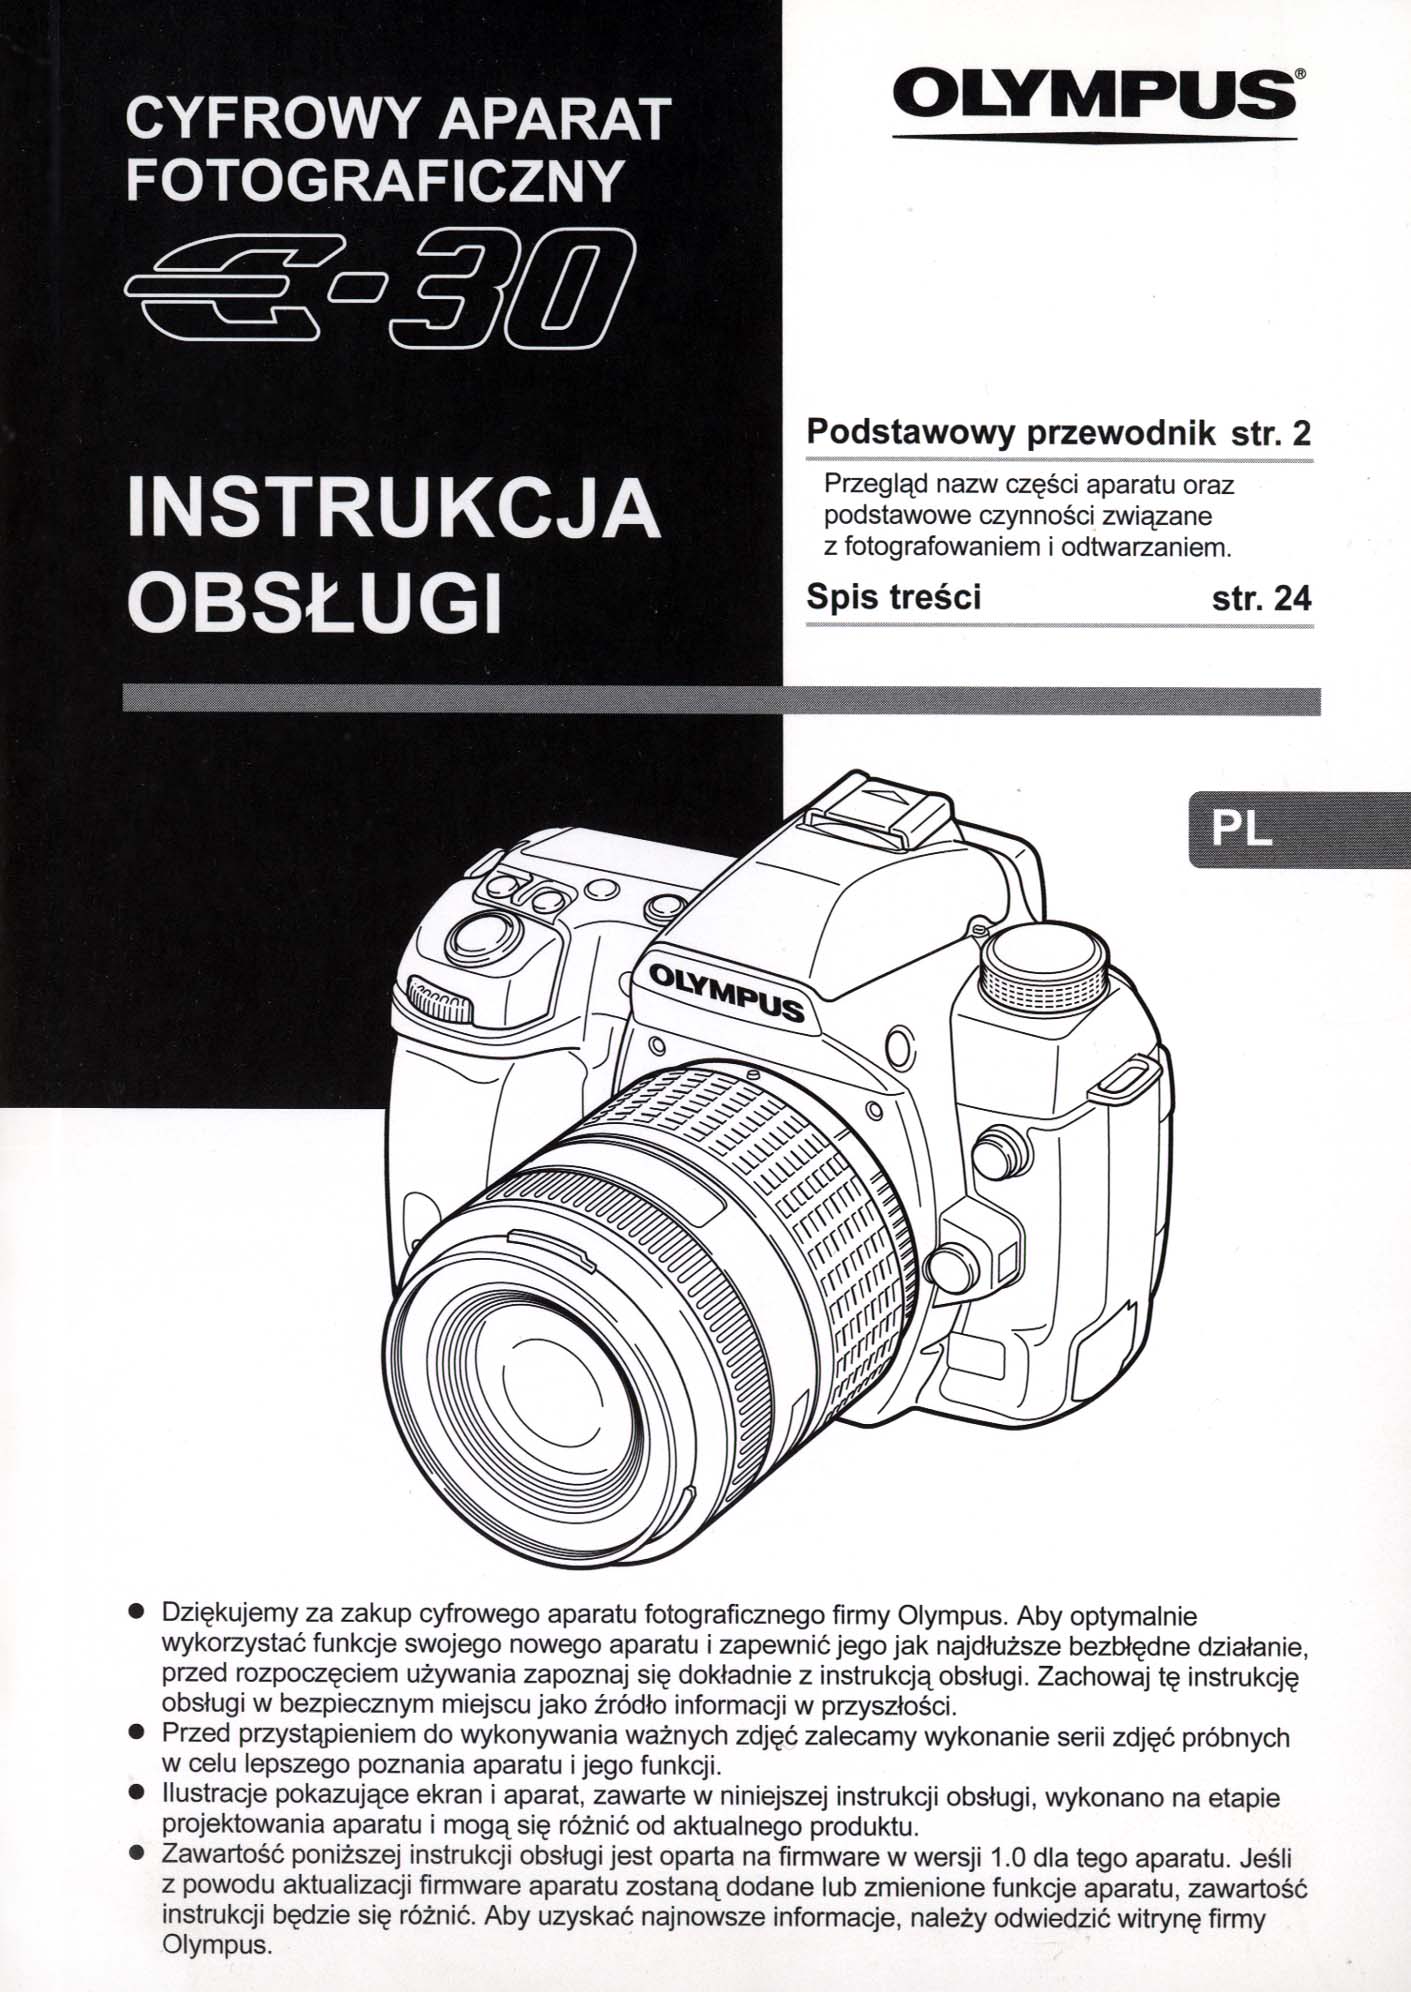 CYFROWY APARAT
FOTOGRAFICZNY
E-30
INSTRUKCJA
OBSŁUGI
OLYMPUS®
Podstawowy przewodnik str. 2
Przegląd nazw części aparatu oraz
podstawowe czynności związane
z fotografowaniem i odtwarzaniem.
Spis treści str. 24
PL
OLYMPUS
● Dziękujemy za zakup cyfrowego aparatu fotograficznego firmy Olympus. Aby optymalnie
wykorzystać funkcje swojego nowego aparatu i zapewnić jego jak najdłuższe bezbłędne działanie,
przed rozpoczęciem używania zapoznaj się dokładnie z instrukcją obsługi. Zachowaj tę instrukcję
obsługi w bezpiecznym miejscu jako źródło informacji w przyszłości.
● Przed przystąpieniem do wykonywania ważnych zdjęć zalecamy wykonanie serii zdjęć próbnych
w celu lepszego poznania aparatu i jego funkcji.
● Ilustracje pokazujące ekran i aparat, zawarte w niniejszej instrukcji obsługi, wykonano na etapie
projektowania aparatu i mogą się różnić od aktualnego produktu.
● Zawartość poniższej instrukcji obsługi jest oparta na firmware w wersji 1.0 dla tego aparatu. Jeśli
z powodu aktualizacji firmware aparatu zostaną dodane lub zmienione funkcje aparatu, zawartość
instrukcji będzie się różnić. Aby uzyskać najnowsze informacje, należy odwiedzić witrynę firmy
Olympus.